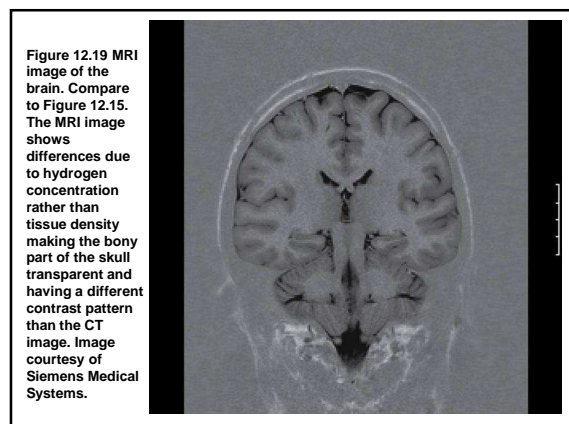 Figure 12.19 MRI
image of the
brain. Compare
to Figure 12.15.
The MRI image
shows
differences due
to hydrogen
concentration
rather than
tissue density
making the bony
part of the skull
transparent and
having a different
contrast pattern
than the CT
image. Image
courtesy of
Siemens Medical
Systems.